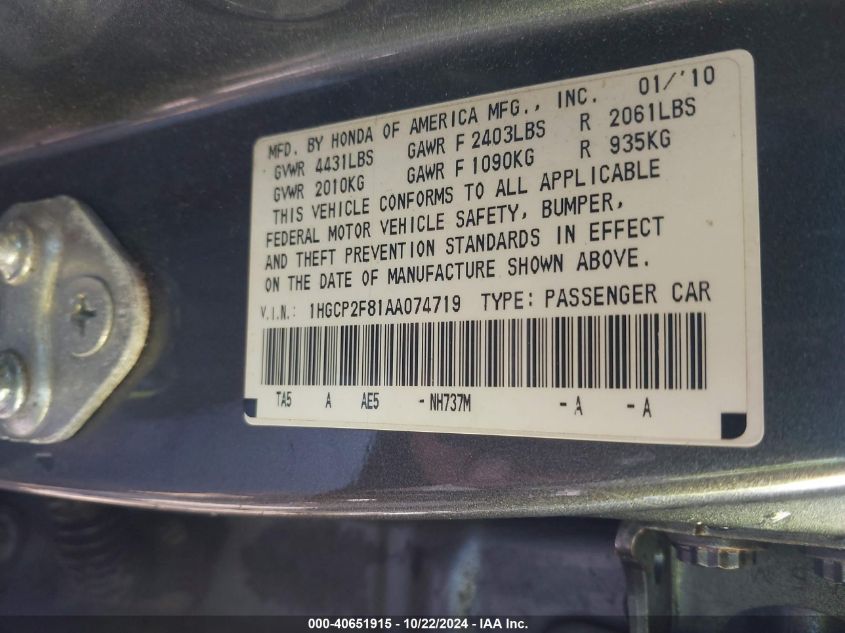 MFD. BY HONDA OF AMERICA MFG., INC. 01/'10
GVWR 4431LBS GAWR F 2403LBS R 2061LBS
GVWR 2010KG GAWR F 1090KG R 935KG
THIS VEHICLE CONFORMS TO ALL APPLICABLE
FEDERAL MOTOR VEHICLE SAFETY, BUMPER,
AND THEFT PREVENTION STANDARDS IN EFFECT
ON THE DATE OF MANUFACTURE SHOWN ABOVE.
V.I.N.: 1HGCP2F81AA074719 TYPE: PASSENGER CAR
TA5 A AE5 - NH737M - A - A
000-40651915 - 10/22/2024 - IAA Inc.